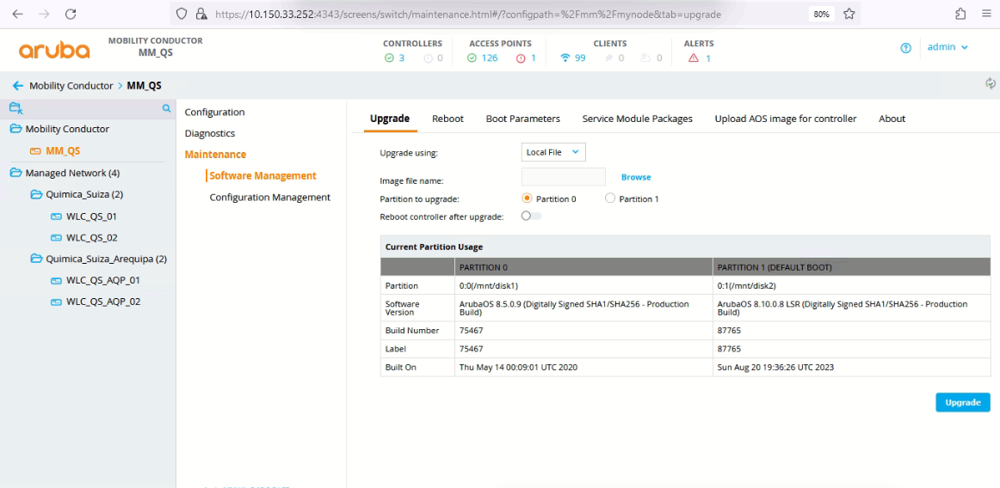 https://10.150.33.252:4343/screens/switch/maintenance.html#/?configpath=%2Fmm%2Fmynode&tab=upgrade
80%
aruba
MOBILITY CONDUCTOR
MM_QS
CONTROLLERS
3
0
ACCESS POINTS
126
1
CLIENTS
99
0
0
ALERTS
1
admin
Mobility Conductor > MM_QS
Mobility Conductor
MM_QS
Managed Network (4)
Quimica_Suiza (2)
WLC_QS_01
WLC_QS_02
Quimica_Suiza_Arequipa (2)
WLC_QS_AQP_01
WLC_QS_AQP_02
Configuration
Diagnostics
Maintenance
Software Management
Configuration Management
Upgrade
Reboot
Boot Parameters
Service Module Packages
Upload AOS image for controller
About
Upgrade using:
Local File
Image file name:
Browse
Partition to upgrade:
Partition 0
Partition 1
Reboot controller after upgrade:
Current Partition Usage
PARTITION 0
PARTITION 1 (DEFAULT BOOT)
Partition
0:0(/mnt/disk1)
0:1(/mnt/disk2)
Software
Version
ArubaOS 8.5.0.9 (Digitally Signed SHA1/SHA256 - Production
Build)
ArubaOS 8.10.0.8 LSR (Digitally Signed SHA1/SHA256 - Production
Build)
Build Number
75467
87765
Label
75467
87765
Built On
Thu May 14 00:09:01 UTC 2020
Sun Aug 20 19:36:26 UTC 2023
Upgrade